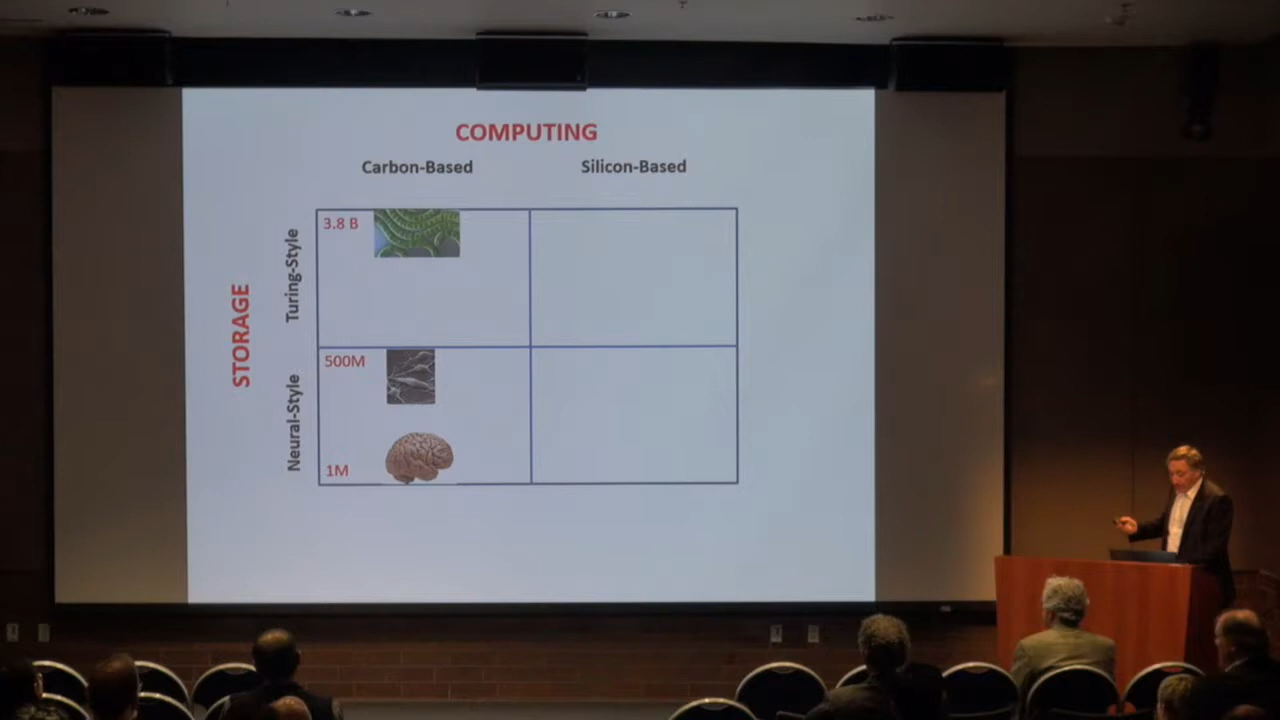 COMPUTING
Carbon-Based
Silicon-Based
STORAGE
Turing-Style
3.8 B
Neural-Style
500M
1M